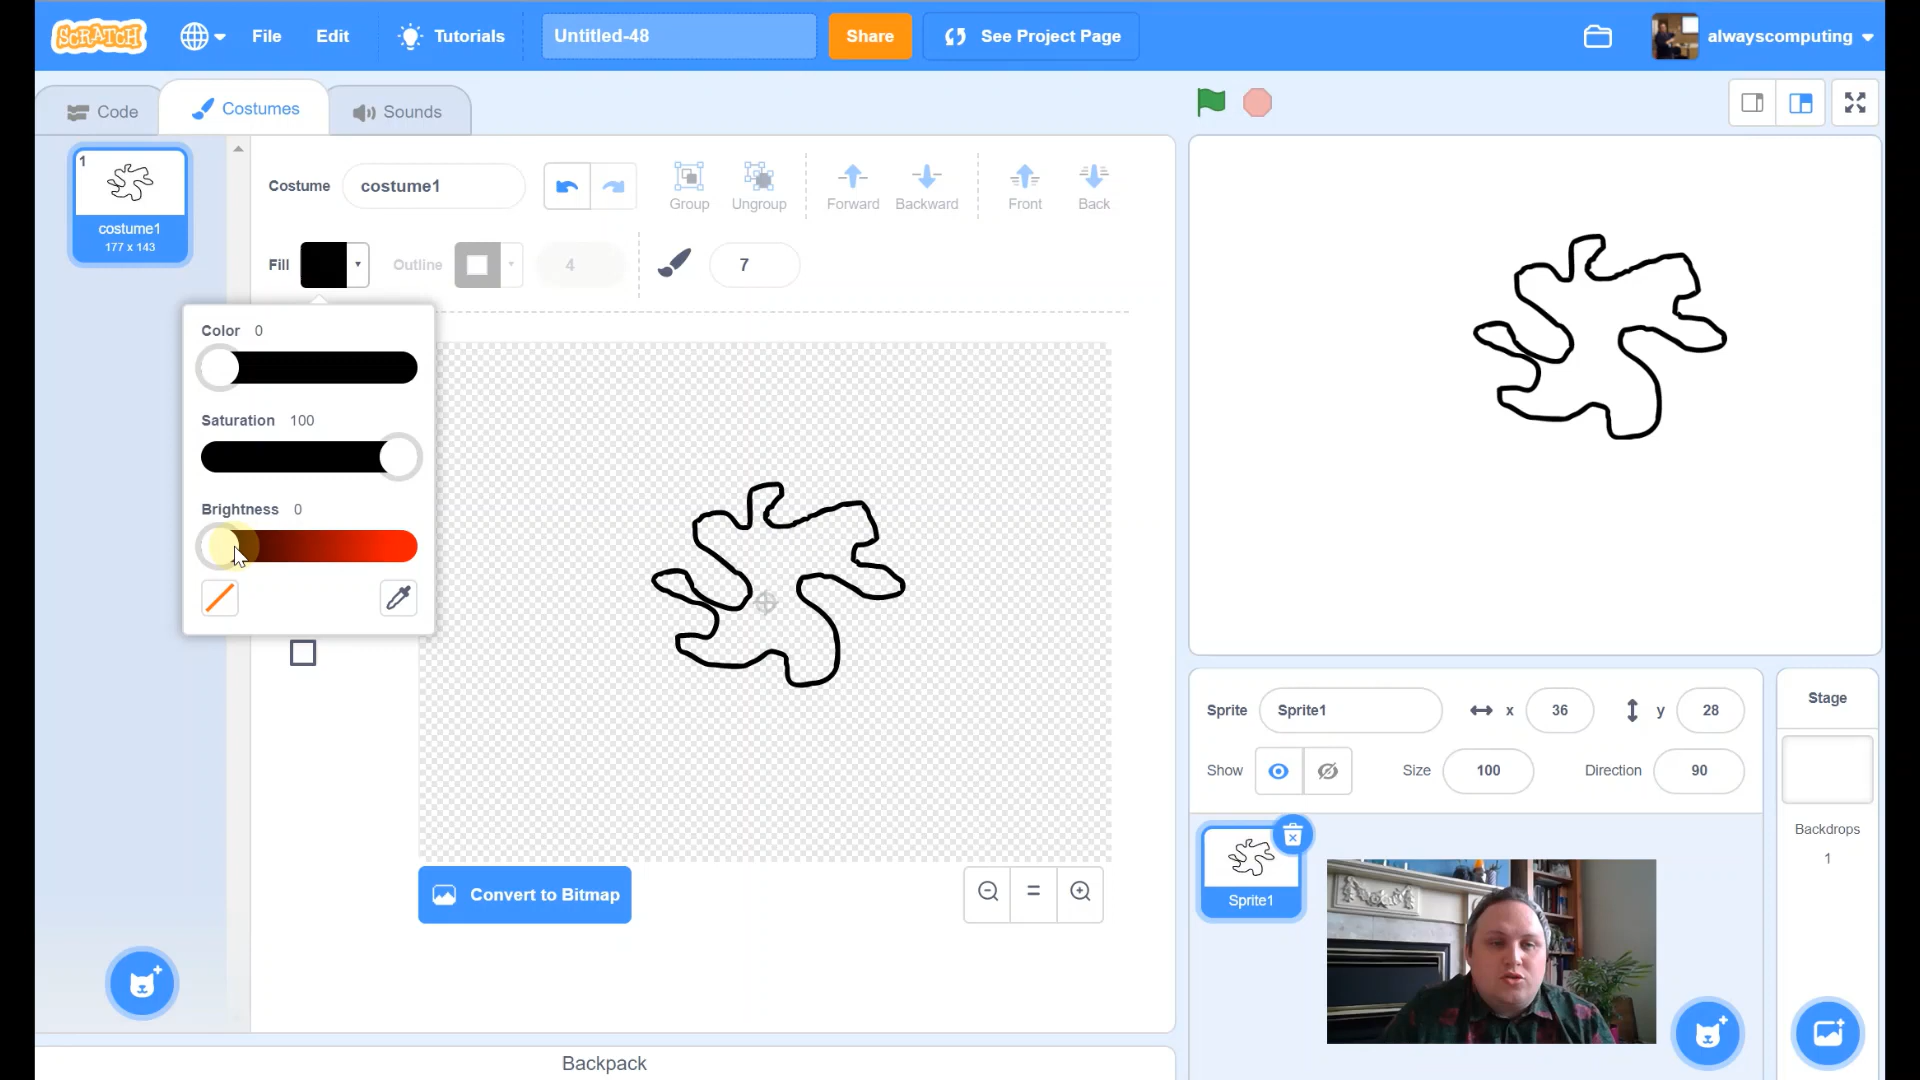 SCRATCH File Edit Tutorials Untitled-48 Share See Project Page alwayscomputing
Code Costumes Sounds
1
costume1
177 x 143
Costume costume1 Group Ungroup Forward Backward Front Back
Fill Outline 4 7
Color 0
Saturation 100
Brightness 0
Convert to Bitmap
Backpack
Sprite Sprite1 x 36 y 28
Show Size 100 Direction 90
Sprite1
Stage
Backdrops
1